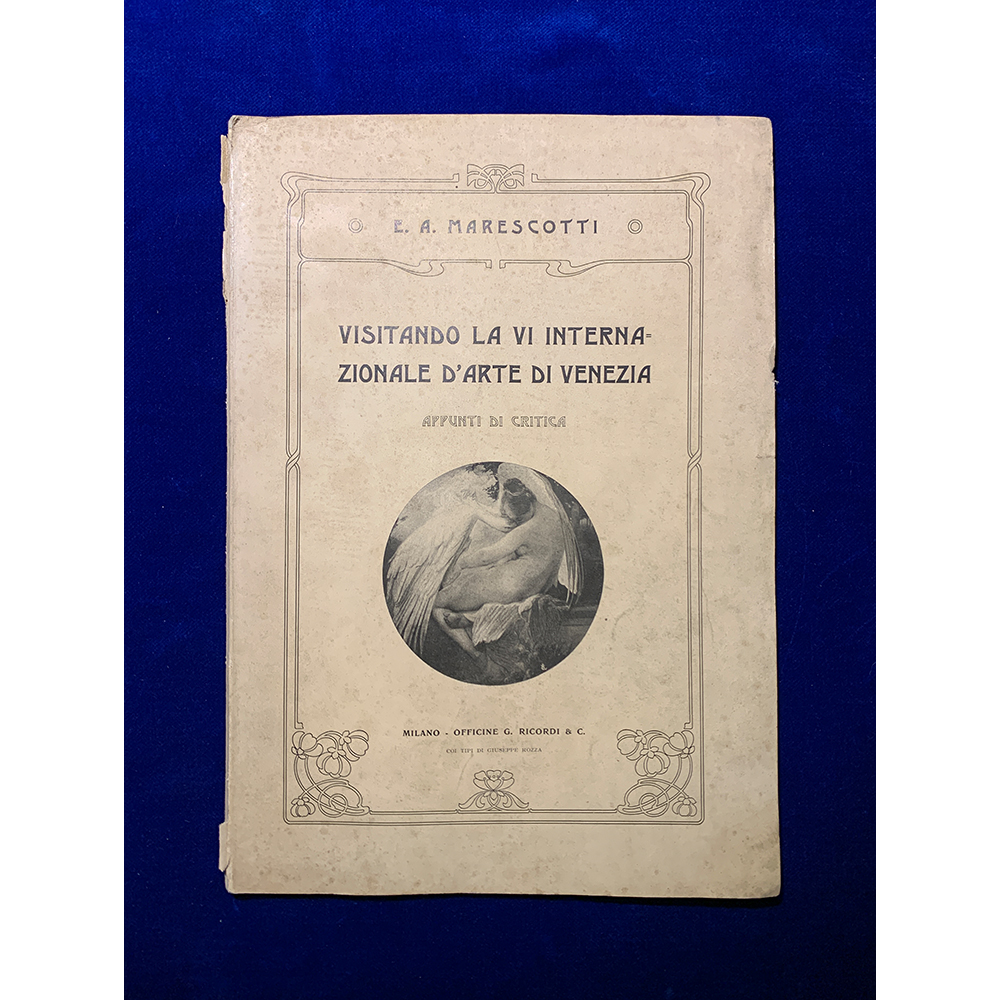 E. A. MARESCOTTI
VISITANDO LA VI INTERNA=
ZIONALE D'ARTE DI VENEZIA
APPUNTI DI CRITICA
MILANO - OFFICINE G. RICORDI & C.
COI TIPI DI GIUSEPPE ROZZA